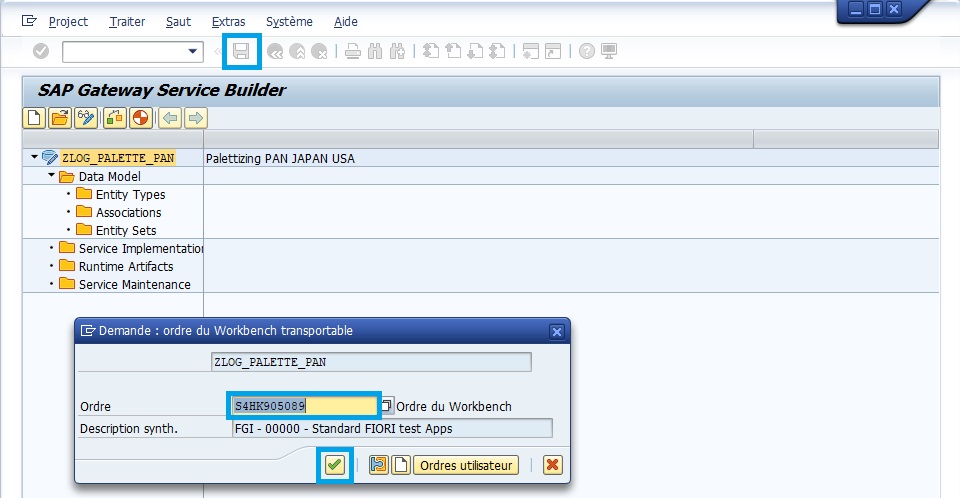 Project Traiter Saut Extras Système Aide
SAP Gateway Service Builder
ZLOG_PALETTE_PAN Palettizing PAN JAPAN USA
Data Model
Entity Types
Associations
Entity Sets
Service Implementation
Runtime Artifacts
Service Maintenance
Demande : ordre du Workbench transportable
ZLOG_PALETTE_PAN
Ordre S4HK905089 Ordre du Workbench
Description synth. FGI - 00000 - Standard FIORI test Apps
Ordres utilisateur